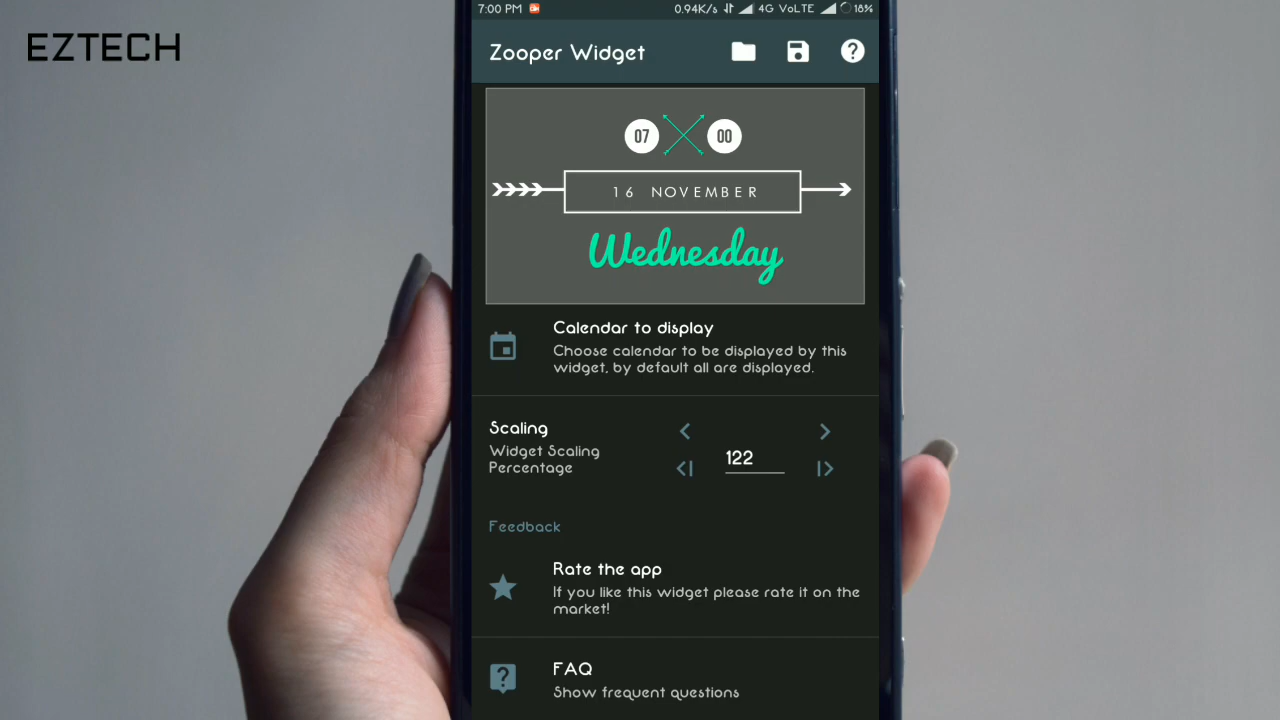 EZTECH
7:00 PM 0.94K/s 4G VoLTE 18%
Zooper Widget
07 00
16 NOVEMBER
Wednesday
Calendar to display
Choose calendar to be displayed by this
widget, by default all are displayed.
Scaling
Widget Scaling
Percentage
122
Feedback
Rate the app
If you like this widget please rate it on the
market!
FAQ
Show frequent questions